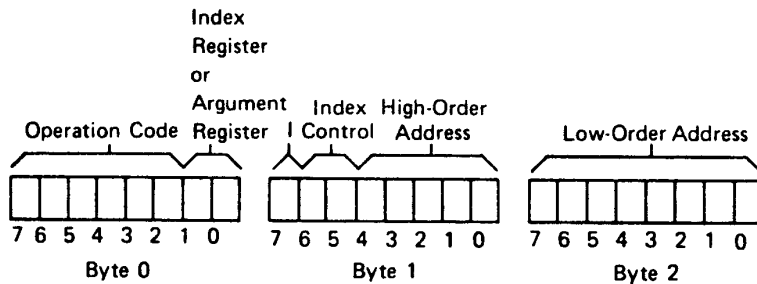 Index
Register
or
Argument
Register
Operation Code
I
Index
Control
High-Order
Address
Low-Order Address
7 6 5 4 3 2 1 0
7 6 5 4 3 2 1 0
7 6 5 4 3 2 1 0
Byte 0
Byte 1
Byte 2